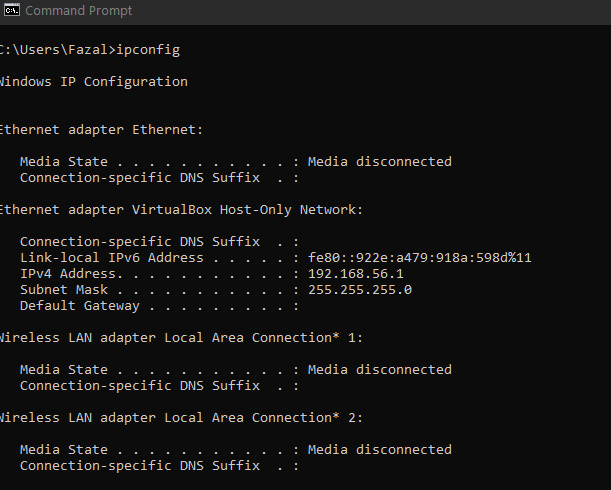 Command Prompt
C:\Users\Fazal>ipconfig
Windows IP Configuration
Ethernet adapter Ethernet:
Media State . . . . . . . . . . . : Media disconnected
Connection-specific DNS Suffix  . :
Ethernet adapter VirtualBox Host-Only Network:
Connection-specific DNS Suffix  . :
Link-local IPv6 Address . . . . . : fe80::922e:a479:918a:598d%11
IPv4 Address. . . . . . . . . . . : 192.168.56.1
Subnet Mask . . . . . . . . . . . : 255.255.255.0
Default Gateway . . . . . . . . . :
Wireless LAN adapter Local Area Connection* 1:
Media State . . . . . . . . . . . : Media disconnected
Connection-specific DNS Suffix  . :
Wireless LAN adapter Local Area Connection* 2:
Media State . . . . . . . . . . . : Media disconnected
Connection-specific DNS Suffix  . :